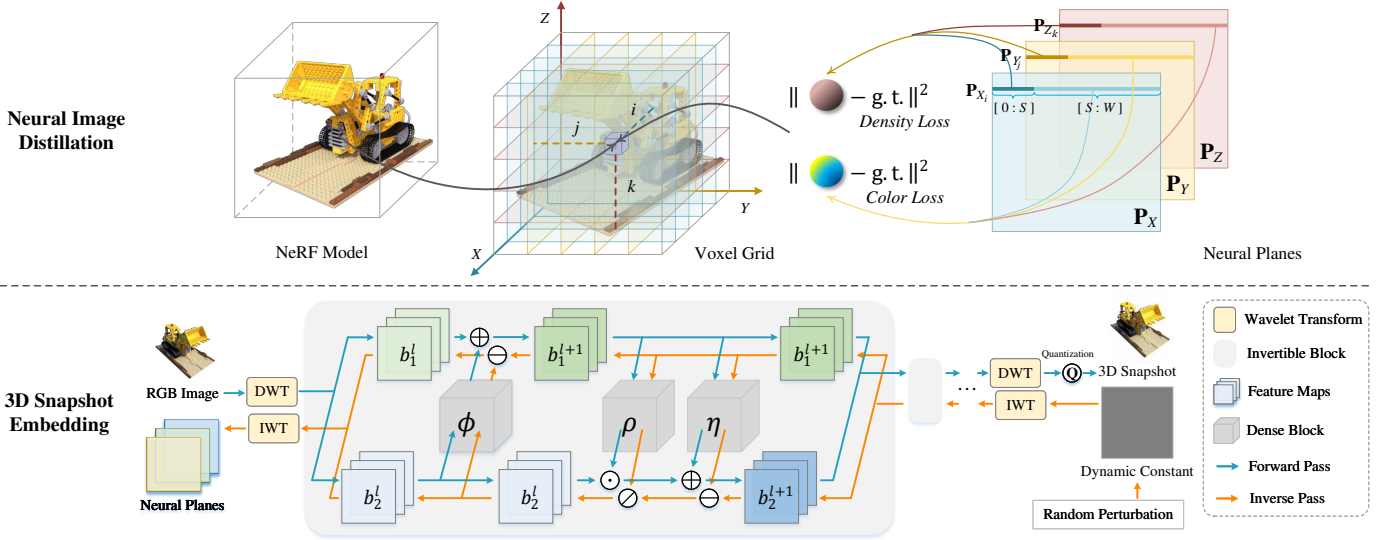 Neural Image
Distillation
NeRF Model
Z
i
j
k
Y
X
Voxel Grid
‖ − g.t. ‖²
Density Loss
‖ − g.t. ‖²
Color Loss
P_{Z_k}
P_{Y_j}
P_{X_i}
[0:S]
[S:W]
P_Z
P_Y
P_X
Neural Planes
3D Snapshot
Embedding
RGB Image
DWT
IWT
Neural Planes
b_1^l
b_1^{l+1}
b_1^{l+1}
ϕ
ρ
η
b_2^l
b_2^l
b_2^{l+1}
...
...
DWT
IWT
Quantization
Q
3D Snapshot
Dynamic Constant
Random Perturbation
Wavelet Transform
Invertible Block
Feature Maps
Dense Block
Forward Pass
Inverse Pass